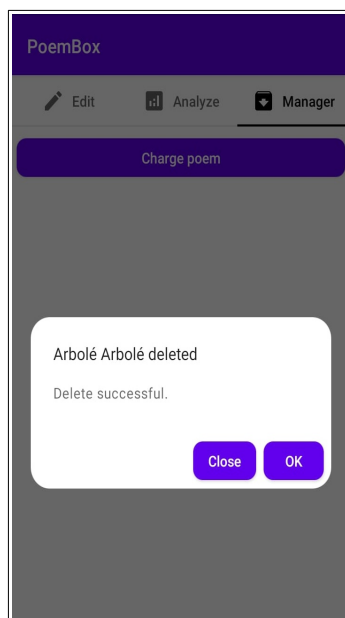 PoemBox
Edit Analyze Manager
Charge poem
Arbolé Arbolé deleted
Delete successful.
Close OK